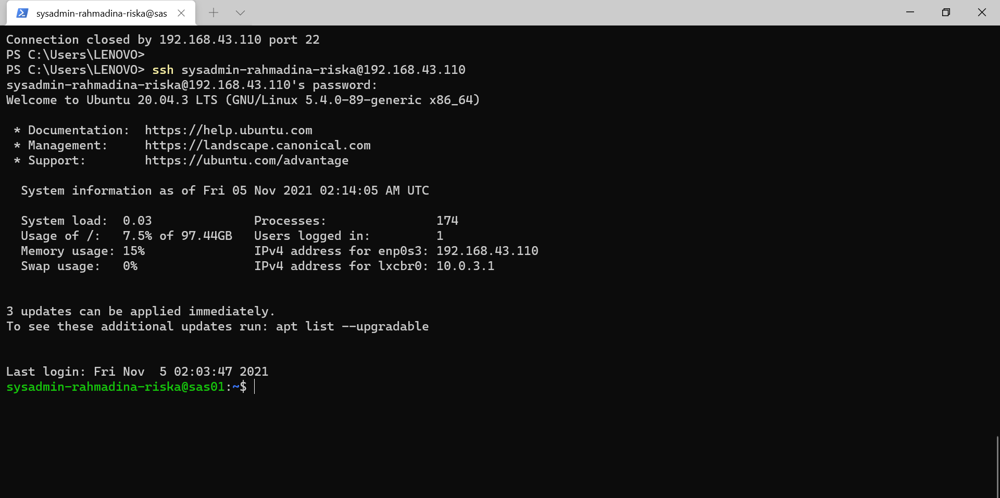 sysadmin-rahmadina-riska@sas
Connection closed by 192.168.43.110 port 22
PS C:\Users\LENOVO>
PS C:\Users\LENOVO> ssh sysadmin-rahmadina-riska@192.168.43.110
sysadmin-rahmadina-riska@192.168.43.110's password:
Welcome to Ubuntu 20.04.3 LTS (GNU/Linux 5.4.0-89-generic x86_64)

 * Documentation:  https://help.ubuntu.com
 * Management:     https://landscape.canonical.com
 * Support:        https://ubuntu.com/advantage

  System information as of Fri 05 Nov 2021 02:14:05 AM UTC

  System load:  0.03              Processes:               174
  Usage of /:   7.5% of 97.44GB   Users logged in:         1
  Memory usage: 15%               IPv4 address for enp0s3: 192.168.43.110
  Swap usage:   0%                IPv4 address for lxcbr0: 10.0.3.1

3 updates can be applied immediately.
To see these additional updates run: apt list --upgradable

Last login: Fri Nov  5 02:03:47 2021
sysadmin-rahmadina-riska@sas01:~$